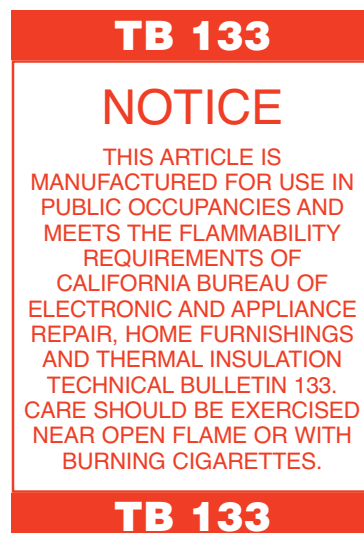 TB 133
NOTICE
THIS ARTICLE IS
MANUFACTURED FOR USE IN
PUBLIC OCCUPANCIES AND
MEETS THE FLAMMABILITY
REQUIREMENTS OF
CALIFORNIA BUREAU OF
ELECTRONIC AND APPLIANCE
REPAIR, HOME FURNISHINGS
AND THERMAL INSULATION
TECHNICAL BULLETIN 133.
CARE SHOULD BE EXERCISED
NEAR OPEN FLAME OR WITH
BURNING CIGARETTES.
TB 133